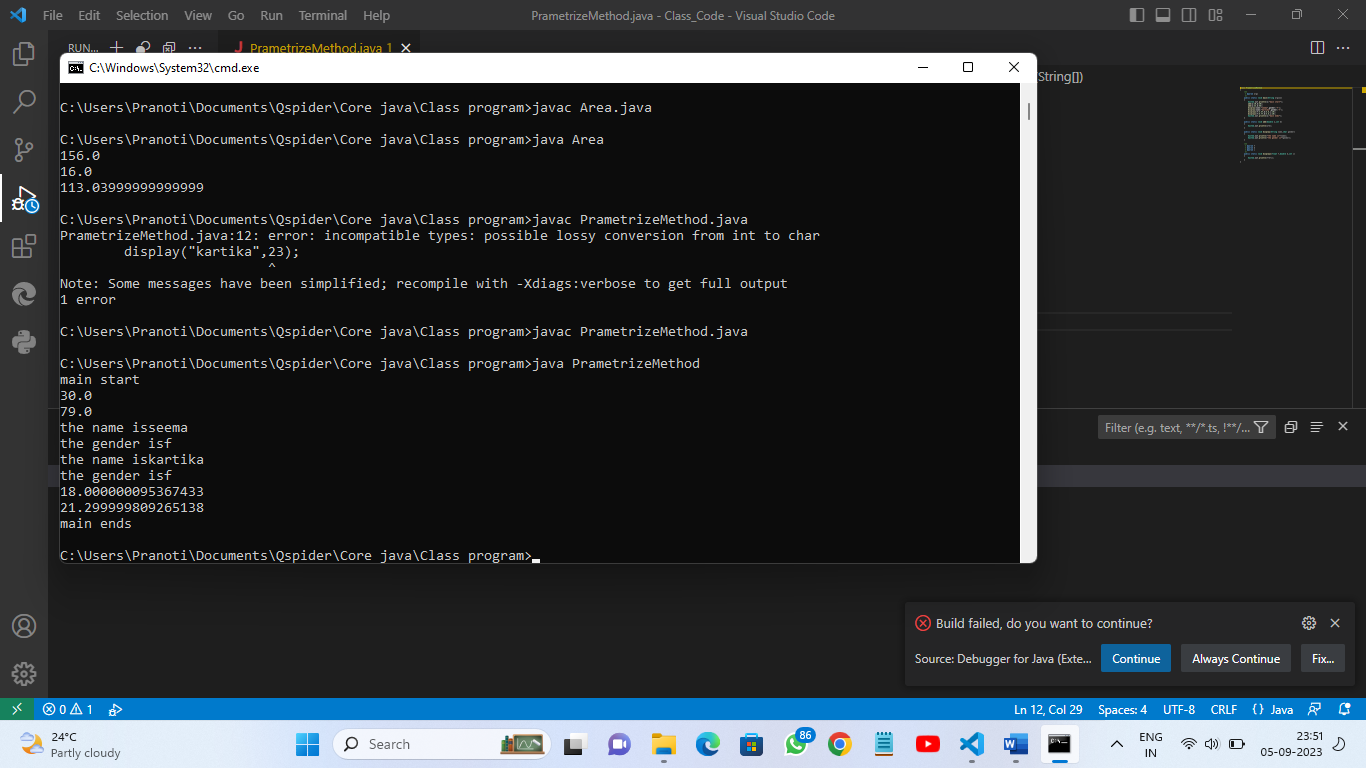 File Edit Selection View Go Run Terminal Help PrametrizeMethod.java - Class_Code - Visual Studio Code
RUN... PrametrizeMethod.java 1
C:\Windows\System32\cmd.exe
String[])
C:\Users\Pranoti\Documents\Qspider\Core java\Class program>javac Area.java
C:\Users\Pranoti\Documents\Qspider\Core java\Class program>java Area
156.0
16.0
113.03999999999999
C:\Users\Pranoti\Documents\Qspider\Core java\Class program>javac PrametrizeMethod.java
PrametrizeMethod.java:12: error: incompatible types: possible lossy conversion from int to char
display("kartika",23);
^
Note: Some messages have been simplified; recompile with -Xdiags:verbose to get full output
1 error
C:\Users\Pranoti\Documents\Qspider\Core java\Class program>javac PrametrizeMethod.java
C:\Users\Pranoti\Documents\Qspider\Core java\Class program>java PrametrizeMethod
main start
30.0
79.0
the name isseema
the gender isf
the name iskartika
the gender isf
18.000000095367433
21.299999809265138
main ends
C:\Users\Pranoti\Documents\Qspider\Core java\Class program>
Filter (e.g. text, **/*.ts, !**/...
Build failed, do you want to continue?
Source: Debugger for Java (Exte... Continue Always Continue Fix...
0 1 Ln 12, Col 29 Spaces: 4 UTF-8 CRLF {} Java
24°C
Partly cloudy
Search
86
ENG
IN
23:51
05-09-2023